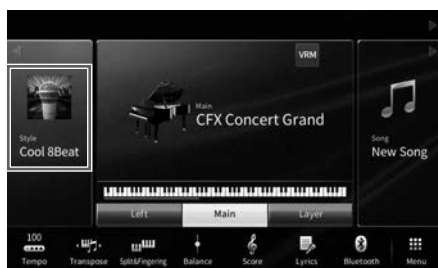 VRM
Main
CFX Concert Grand
Style
Cool 8Beat
Song
New Song
Left
Main
Layer
100
Tempo
Transpose
Split&Fingering
Balance
Score
Lyrics
Bluetooth
Menu